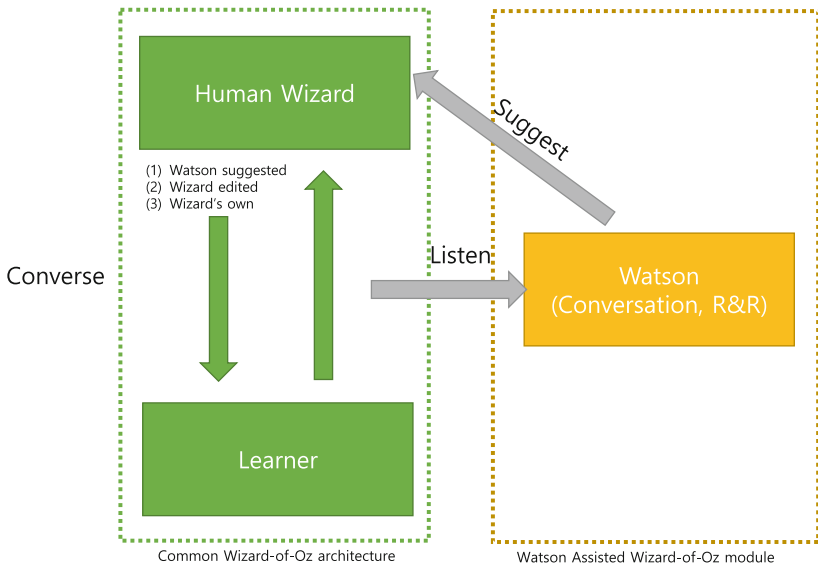 Human Wizard
(1) Watson suggested
(2) Wizard edited
(3) Wizard's own
Suggest
Converse
Listen
Watson
(Conversation, R&R)
Learner
Common Wizard-of-Oz architecture
Watson Assisted Wizard-of-Oz module